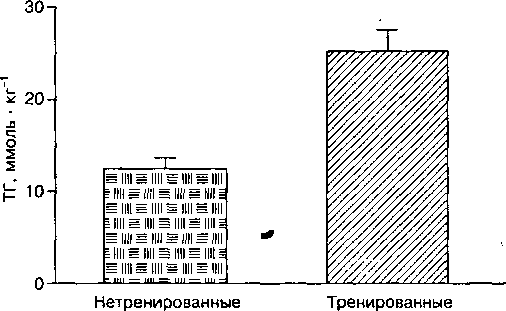 30
20
10
0
ТГ, ммоль · кг⁻¹
Нетренированные
Тренированные